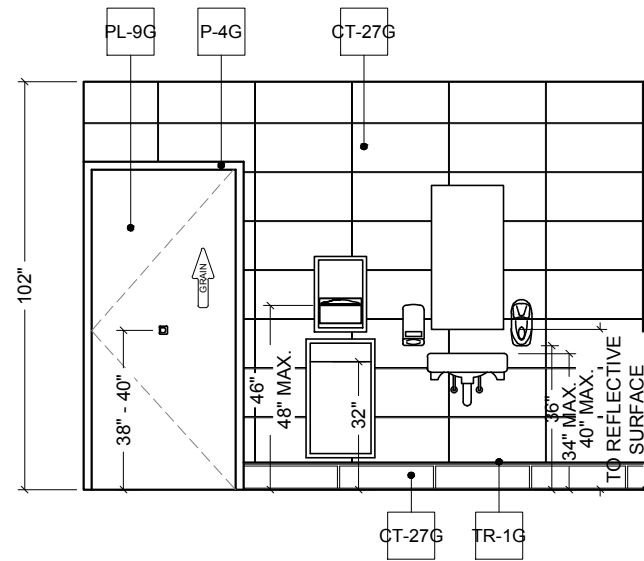 PL-9G
P-4G
CT-27G
102"
GRAIN
38" - 40"
46"
48" MAX.
32"
36"
34" MAX.
40" MAX.
TO REFLECTIVE
SURFACE
CT-27G
TR-1G